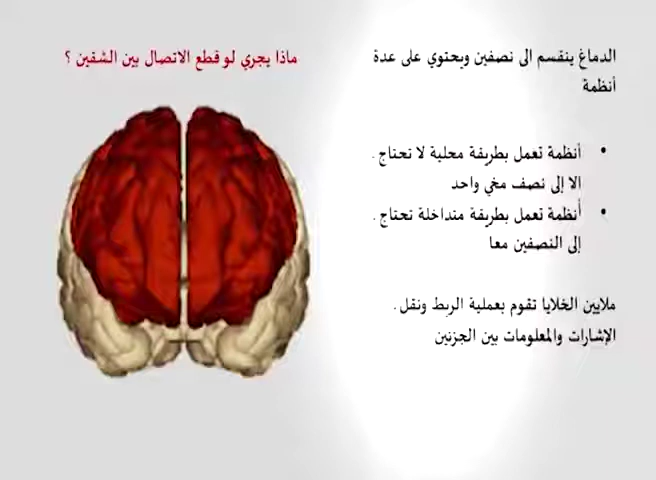 ماذا يجري لو قطع الاتصال بين الشقين ؟
الدماغ ينقسم الى نصفين ويحتوي على عدة
أنظمة
• أنظمة تعمل بطريقة محلية لا تحتاج .
الا إلى نصف مخي واحد
• أنظمة تعمل بطريقة متداخلة تحتاج .
إلى النصفين معا
ملايين الخلايا تقوم بعملية الربط ونقل .
الإشارات والمعلومات بين الجزئين